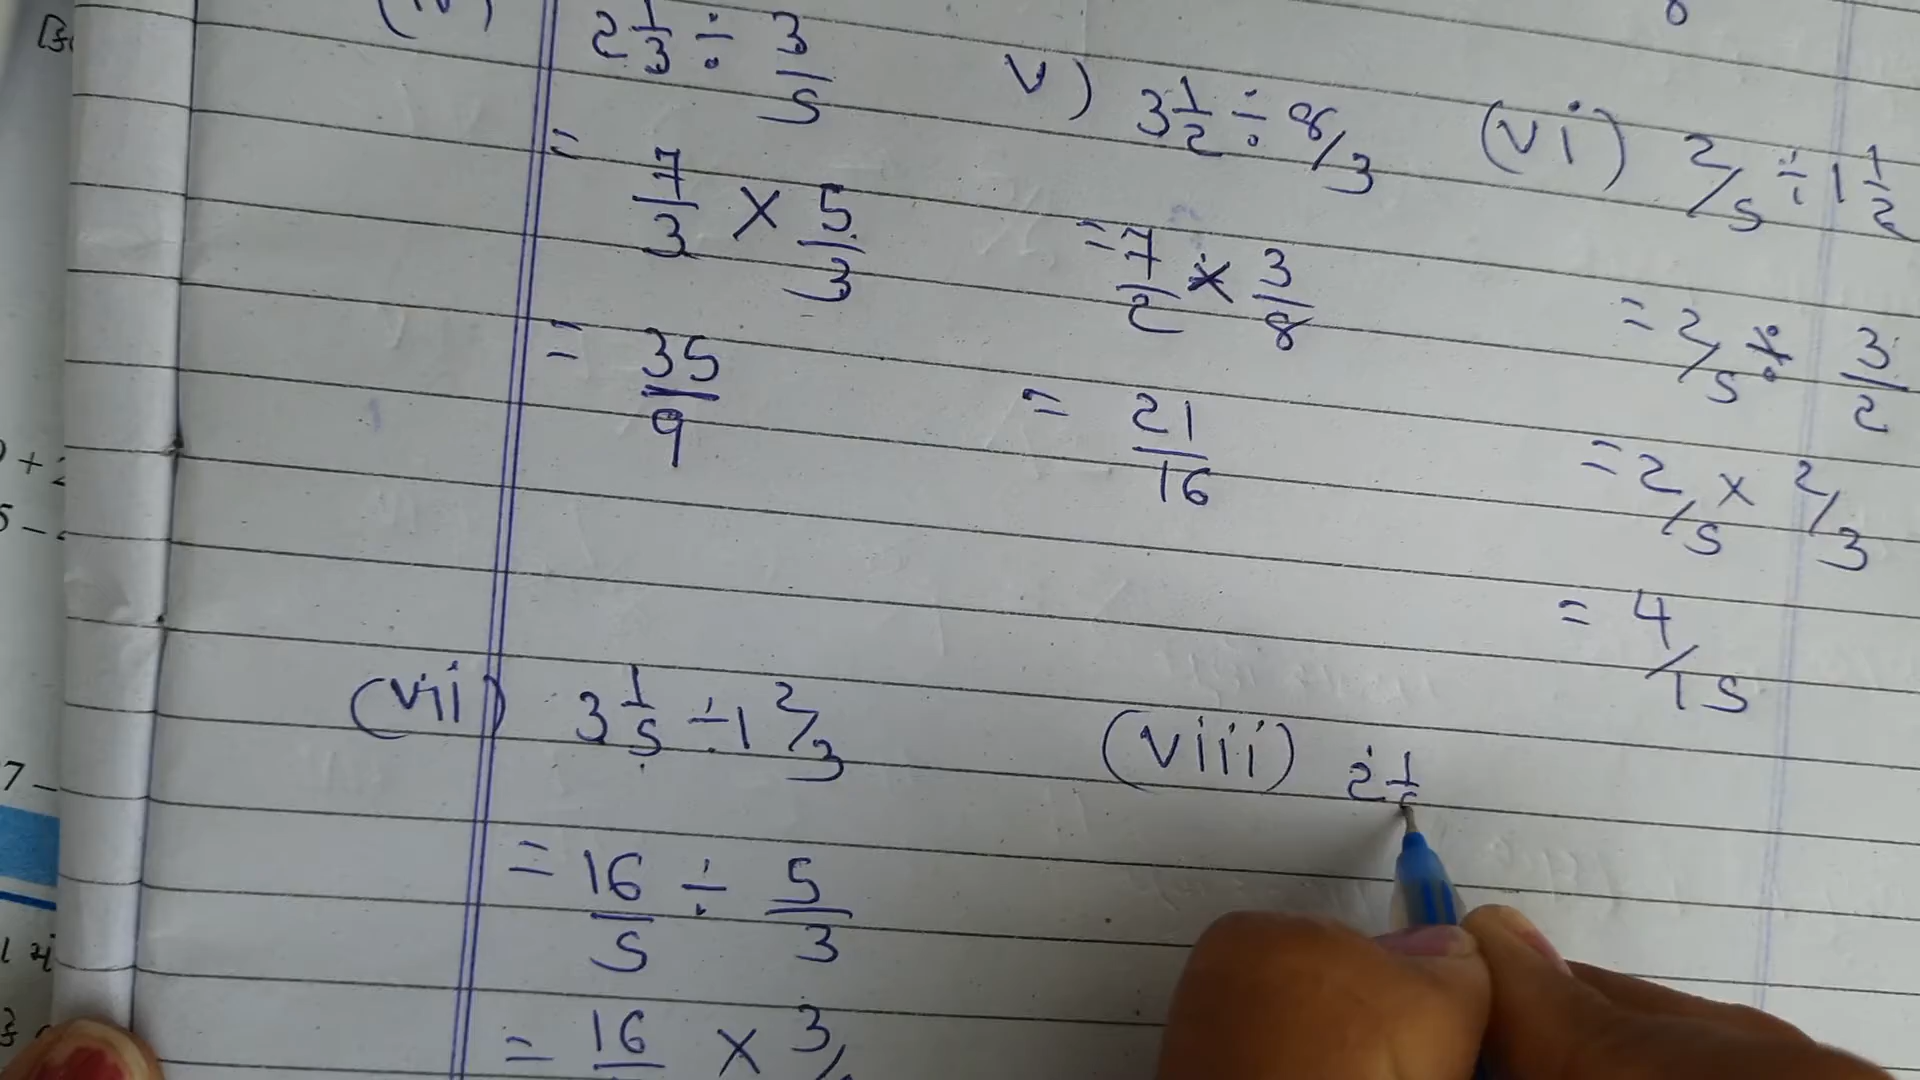 2 1/3 ÷ 3/5
= 7/3 × 5/3
= 35/9
v) 3 1/2 ÷ 8/3
= 7/2 × 3/8
= 21/16
(vi) 2/5 ÷ 1 1/2
= 2/5 ÷ 3/2
= 2/5 × 2/3
= 4/15
(vii) 3 1/5 ÷ 1 2/3
= 16/5 ÷ 5/3
= 16 × 3/
(viii) 2 1